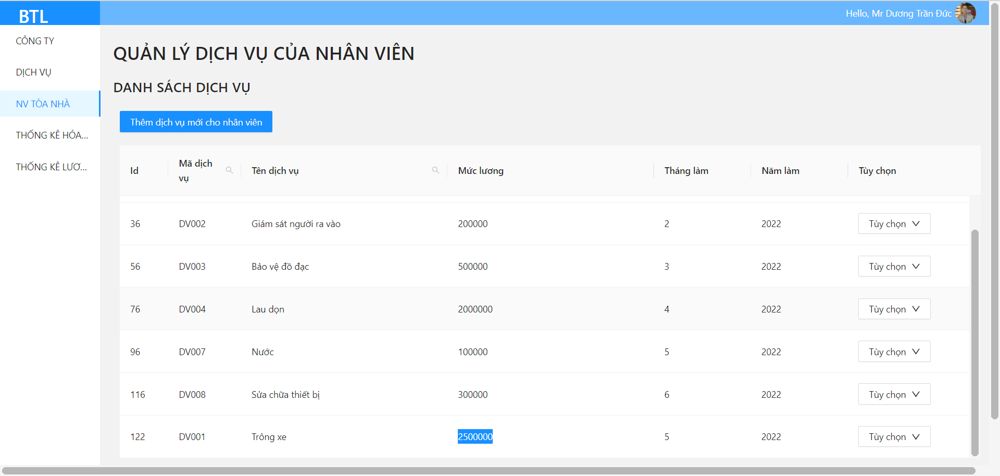 BTL
Hello, Mr Dương Trần Đức
CÔNG TY
DỊCH VỤ
NV TÒA NHÀ
THỐNG KÊ HÓA...
THỐNG KÊ LƯƠ...
QUẢN LÝ DỊCH VỤ CỦA NHÂN VIÊN
DANH SÁCH DỊCH VỤ
Thêm dịch vụ mới cho nhân viên
Id Mã dịch vụ Tên dịch vụ Mức lương Tháng làm Năm làm Tùy chọn
36 DV002 Giám sát người ra vào 200000 2 2022 Tùy chọn
56 DV003 Bảo vệ đồ đạc 500000 3 2022 Tùy chọn
76 DV004 Lau dọn 2000000 4 2022 Tùy chọn
96 DV007 Nước 100000 5 2022 Tùy chọn
116 DV008 Sửa chữa thiết bị 300000 6 2022 Tùy chọn
122 DV001 Trông xe 2500000 5 2022 Tùy chọn